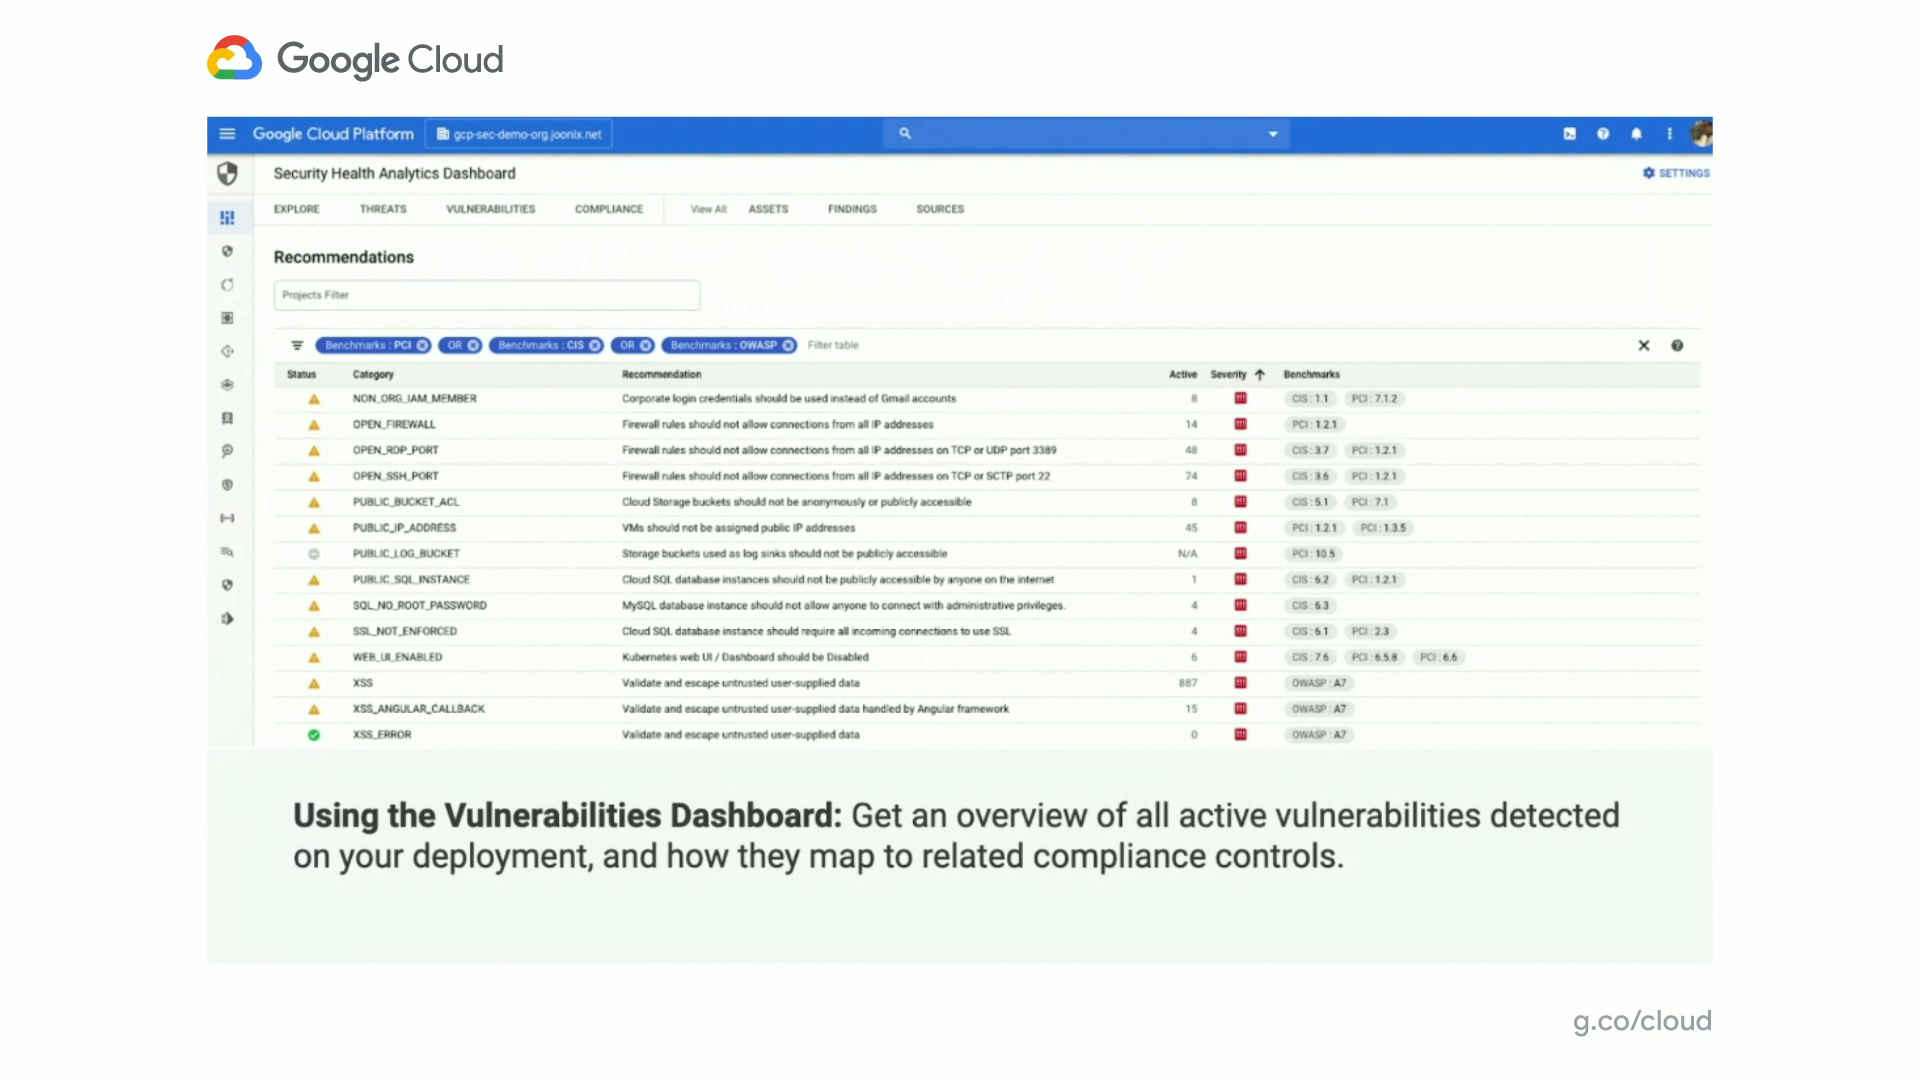 Google Cloud
Google Cloud Platform gcp-sec-demo-org.joonix.net
Security Health Analytics Dashboard SETTINGS
EXPLORE THREATS VULNERABILITIES COMPLIANCE View All: ASSETS FINDINGS SOURCES
Recommendations
Projects Filter
Benchmarks : PCI OR Benchmarks : CIS OR Benchmarks : OWASP Filter table
Status Category Recommendation Active Severity Benchmarks
NON_ORG_IAM_MEMBER Corporate login credentials should be used instead of Gmail accounts 8 CIS : 1.1 PCI : 7.1.2
OPEN_FIREWALL Firewall rules should not allow connections from all IP addresses 14 PCI : 1.2.1
OPEN_RDP_PORT Firewall rules should not allow connections from all IP addresses on TCP or UDP port 3389 48 CIS : 3.7 PCI : 1.2.1
OPEN_SSH_PORT Firewall rules should not allow connections from all IP addresses on TCP or SCTP port 22 74 CIS : 3.6 PCI : 1.2.1
PUBLIC_BUCKET_ACL Cloud Storage buckets should not be anonymously or publicly accessible 8 CIS : 5.1 PCI : 7.1
PUBLIC_IP_ADDRESS VMs should not be assigned public IP addresses 45 PCI : 1.2.1 PCI : 1.3.5
PUBLIC_LOG_BUCKET Storage buckets used as log sinks should not be publicly accessible N/A PCI : 10.5
PUBLIC_SQL_INSTANCE Cloud SQL database instances should not be publicly accessible by anyone on the internet 1 CIS : 6.2 PCI : 1.2.1
SQL_NO_ROOT_PASSWORD MySQL database instance should not allow anyone to connect with administrative privileges. 4 CIS : 6.3
SSL_NOT_ENFORCED Cloud SQL database instance should require all incoming connections to use SSL 4 CIS : 6.1 PCI : 2.3
WEB_UI_ENABLED Kubernetes web UI / Dashboard should be Disabled 6 CIS : 7.6 PCI : 6.5.8 PCI : 6.6
XSS Validate and escape untrusted user-supplied data 887 OWASP : A7
XSS_ANGULAR_CALLBACK Validate and escape untrusted user-supplied data handled by Angular framework 15 OWASP : A7
XSS_ERROR Validate and escape untrusted user-supplied data 0 OWASP : A7
Using the Vulnerabilities Dashboard: Get an overview of all active vulnerabilities detected
on your deployment, and how they map to related compliance controls.
g.co/cloud